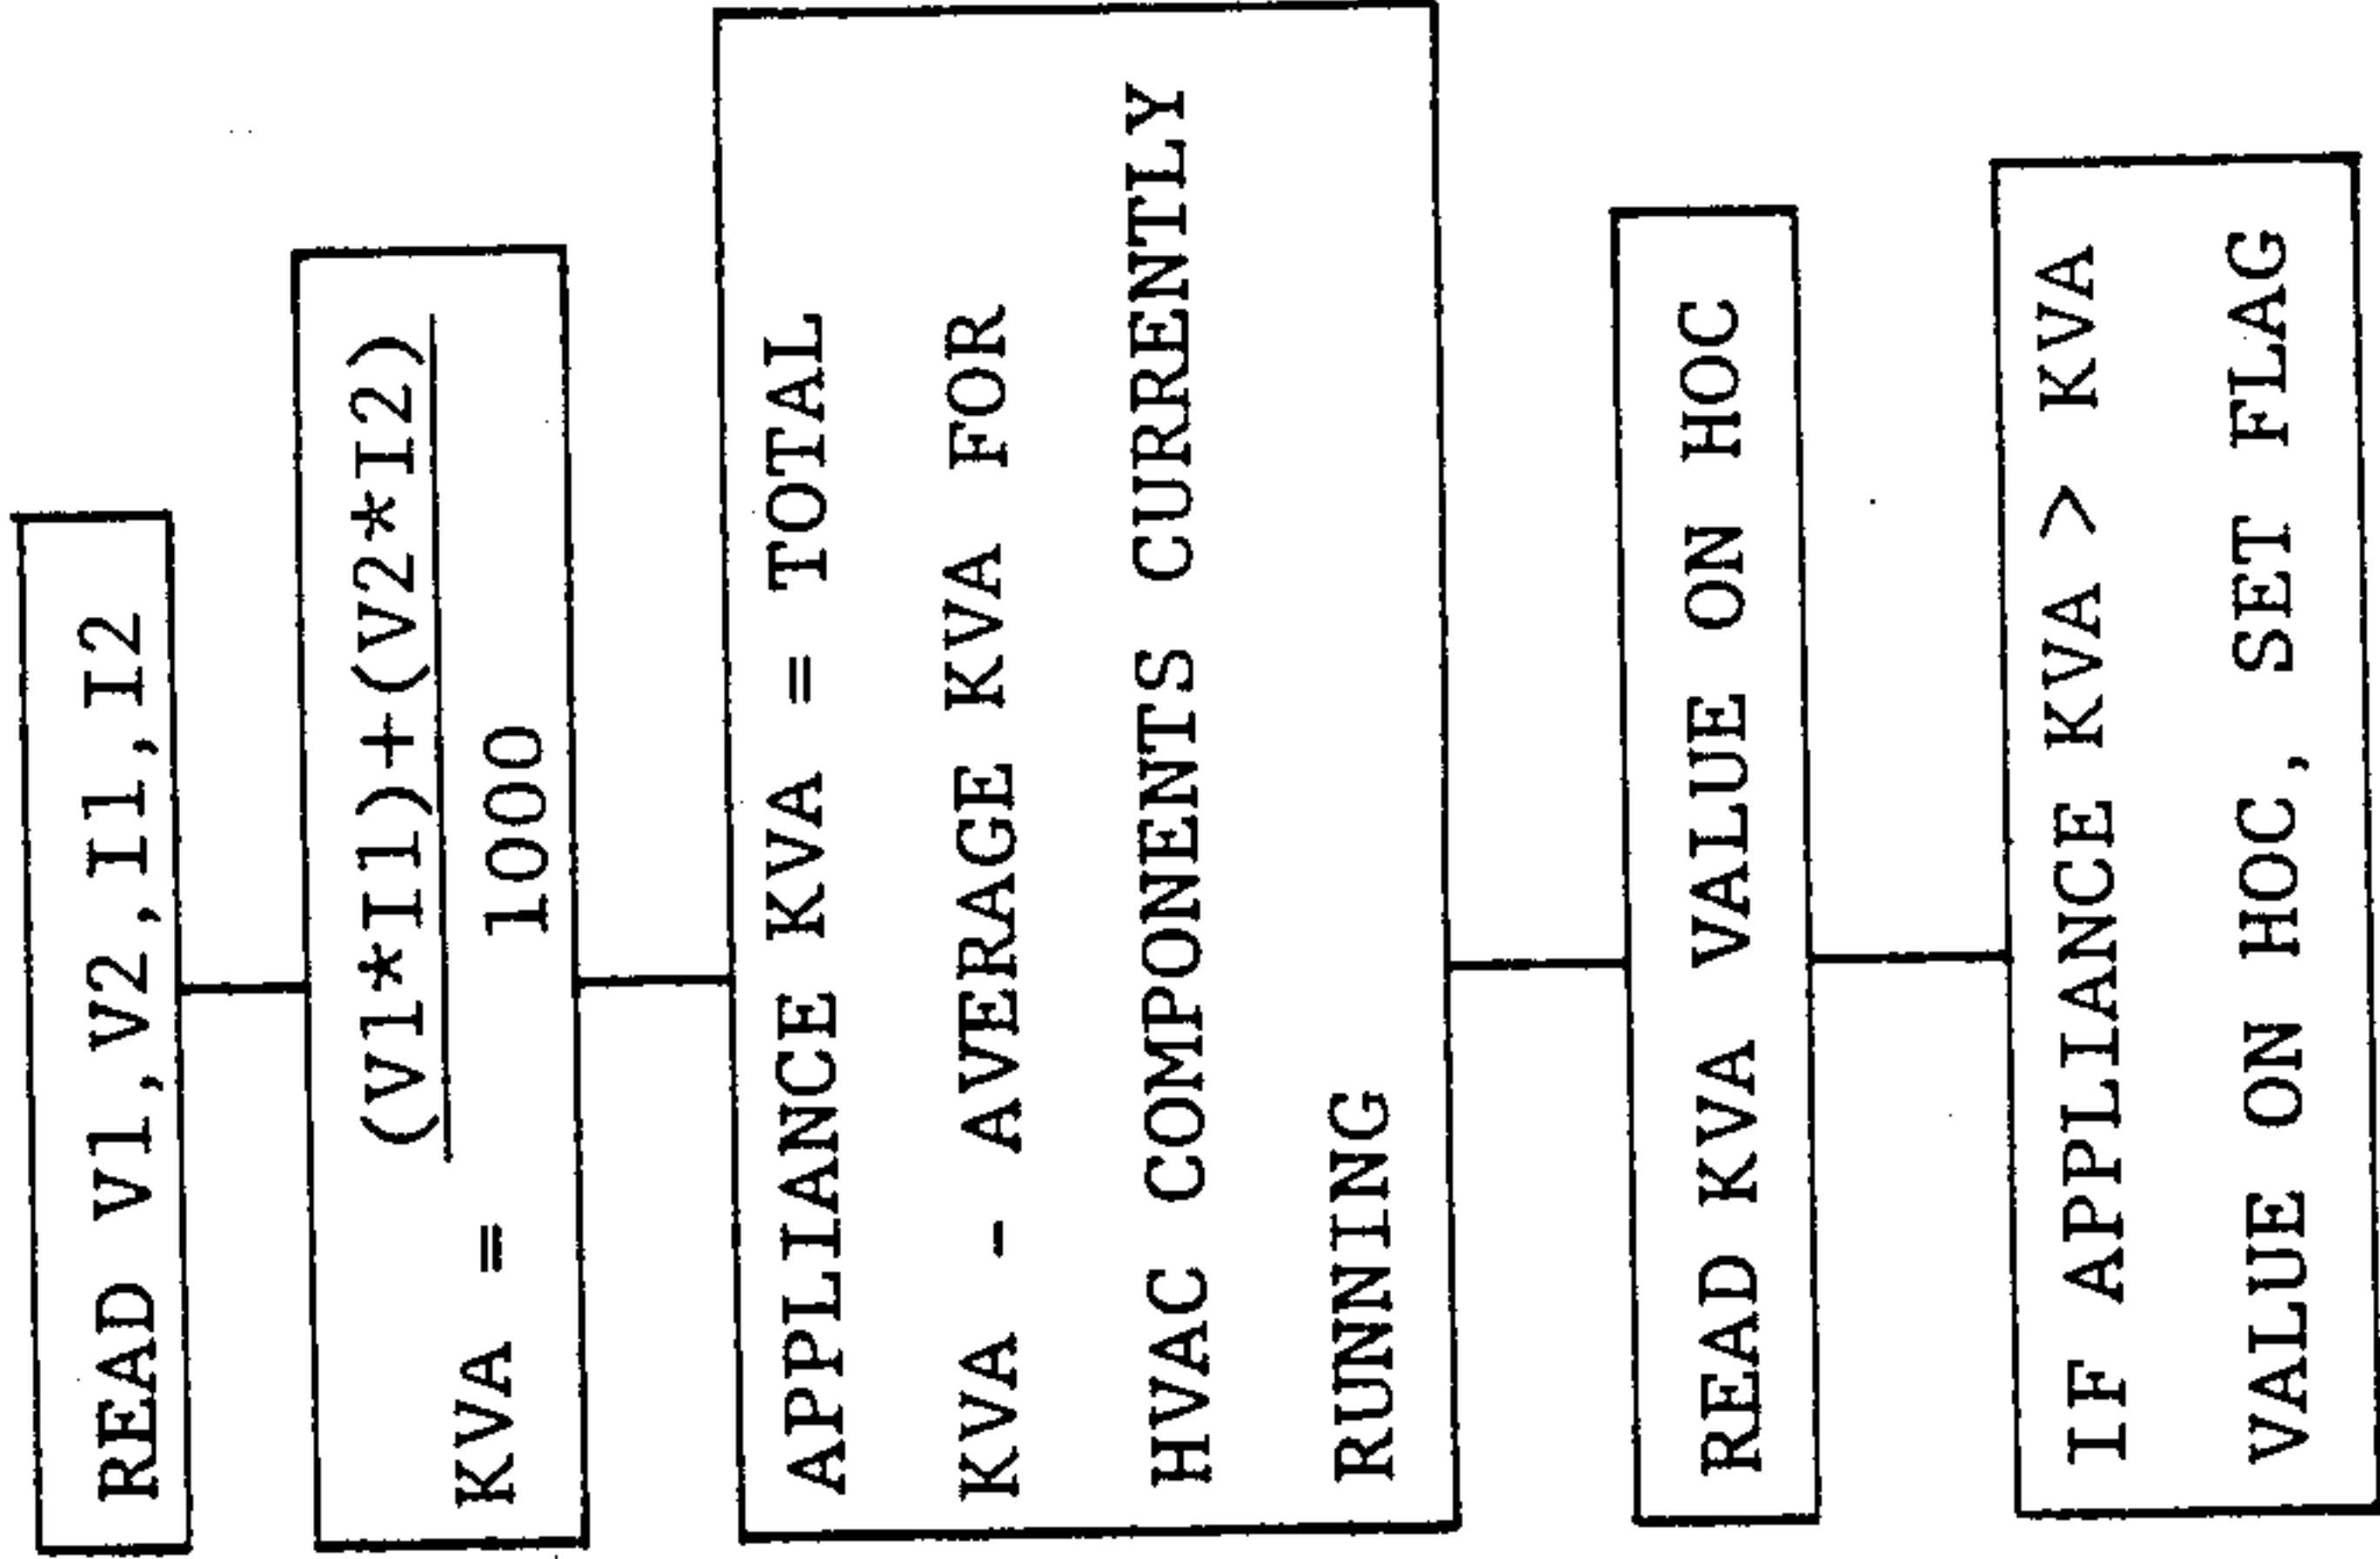 READ V1,V2,I1,I2
(V1*I1)+(V2*I2)
KVA =
1000
APPLIANCE KVA = TOTAL
KVA - AVERAGE KVA FOR
HVAC COMPONENTS CURRENTLY
RUNNING
READ KVA VALUE ON HOC
IF APPLIANCE KVA > KVA
VALUE ON HOC, SET FLAG